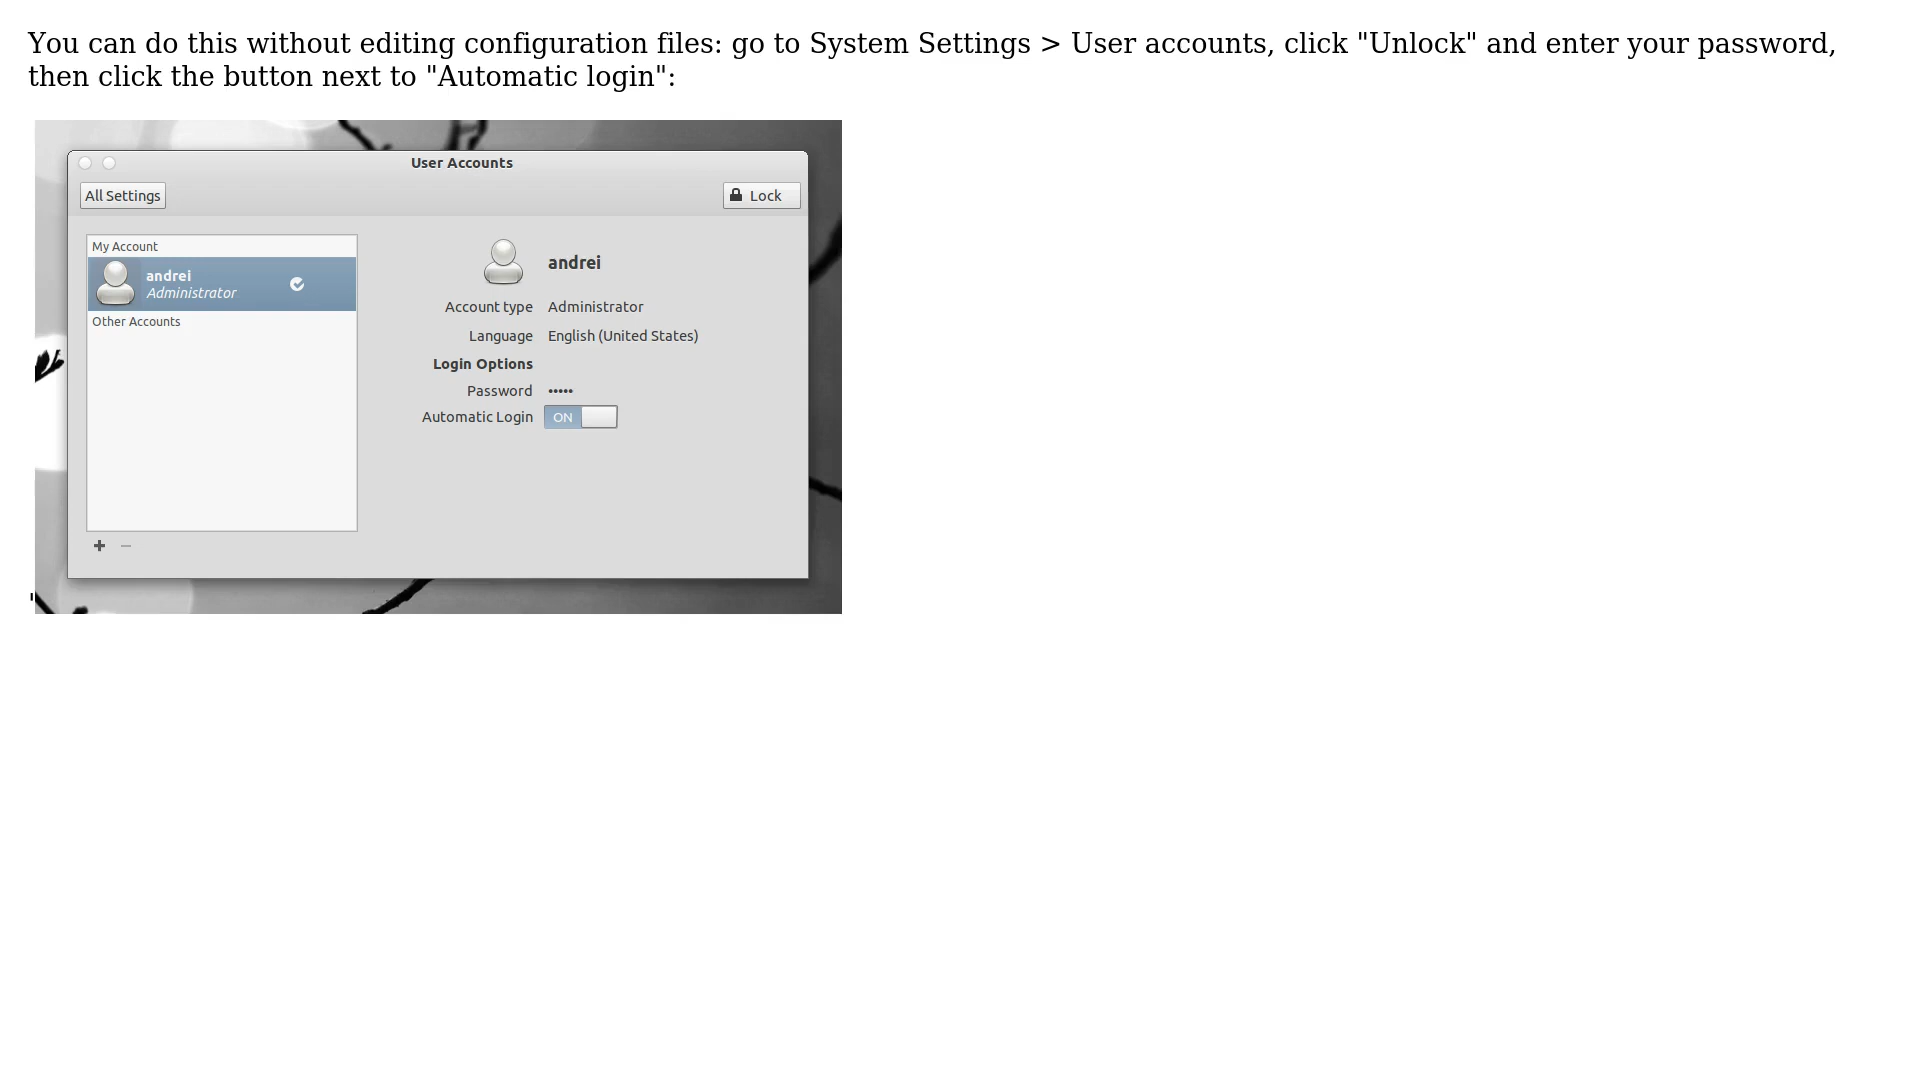 You can do this without editing configuration files: go to System Settings > User accounts, click "Unlock" and enter your password,
then click the button next to "Automatic login":
User Accounts
All Settings
Lock
My Account
andrei
Administrator
Other Accounts
andrei
Account type Administrator
Language English (United States)
Login Options
Password •••••
Automatic Login ON